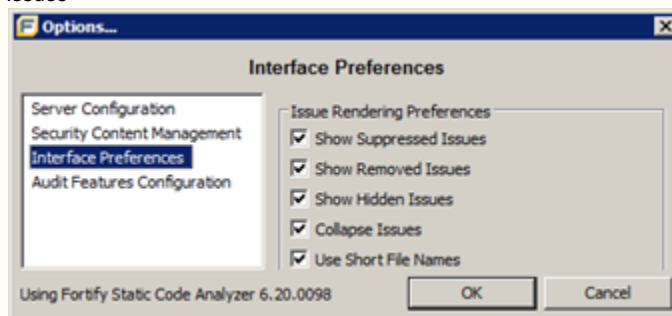 Issues
Options...
Interface Preferences
Server Configuration
Security Content Management
Interface Preferences
Audit Features Configuration
Issue Rendering Preferences
Show Suppressed Issues
Show Removed Issues
Show Hidden Issues
Collapse Issues
Use Short File Names
Using Fortify Static Code Analyzer 6.20.0098
OK
Cancel